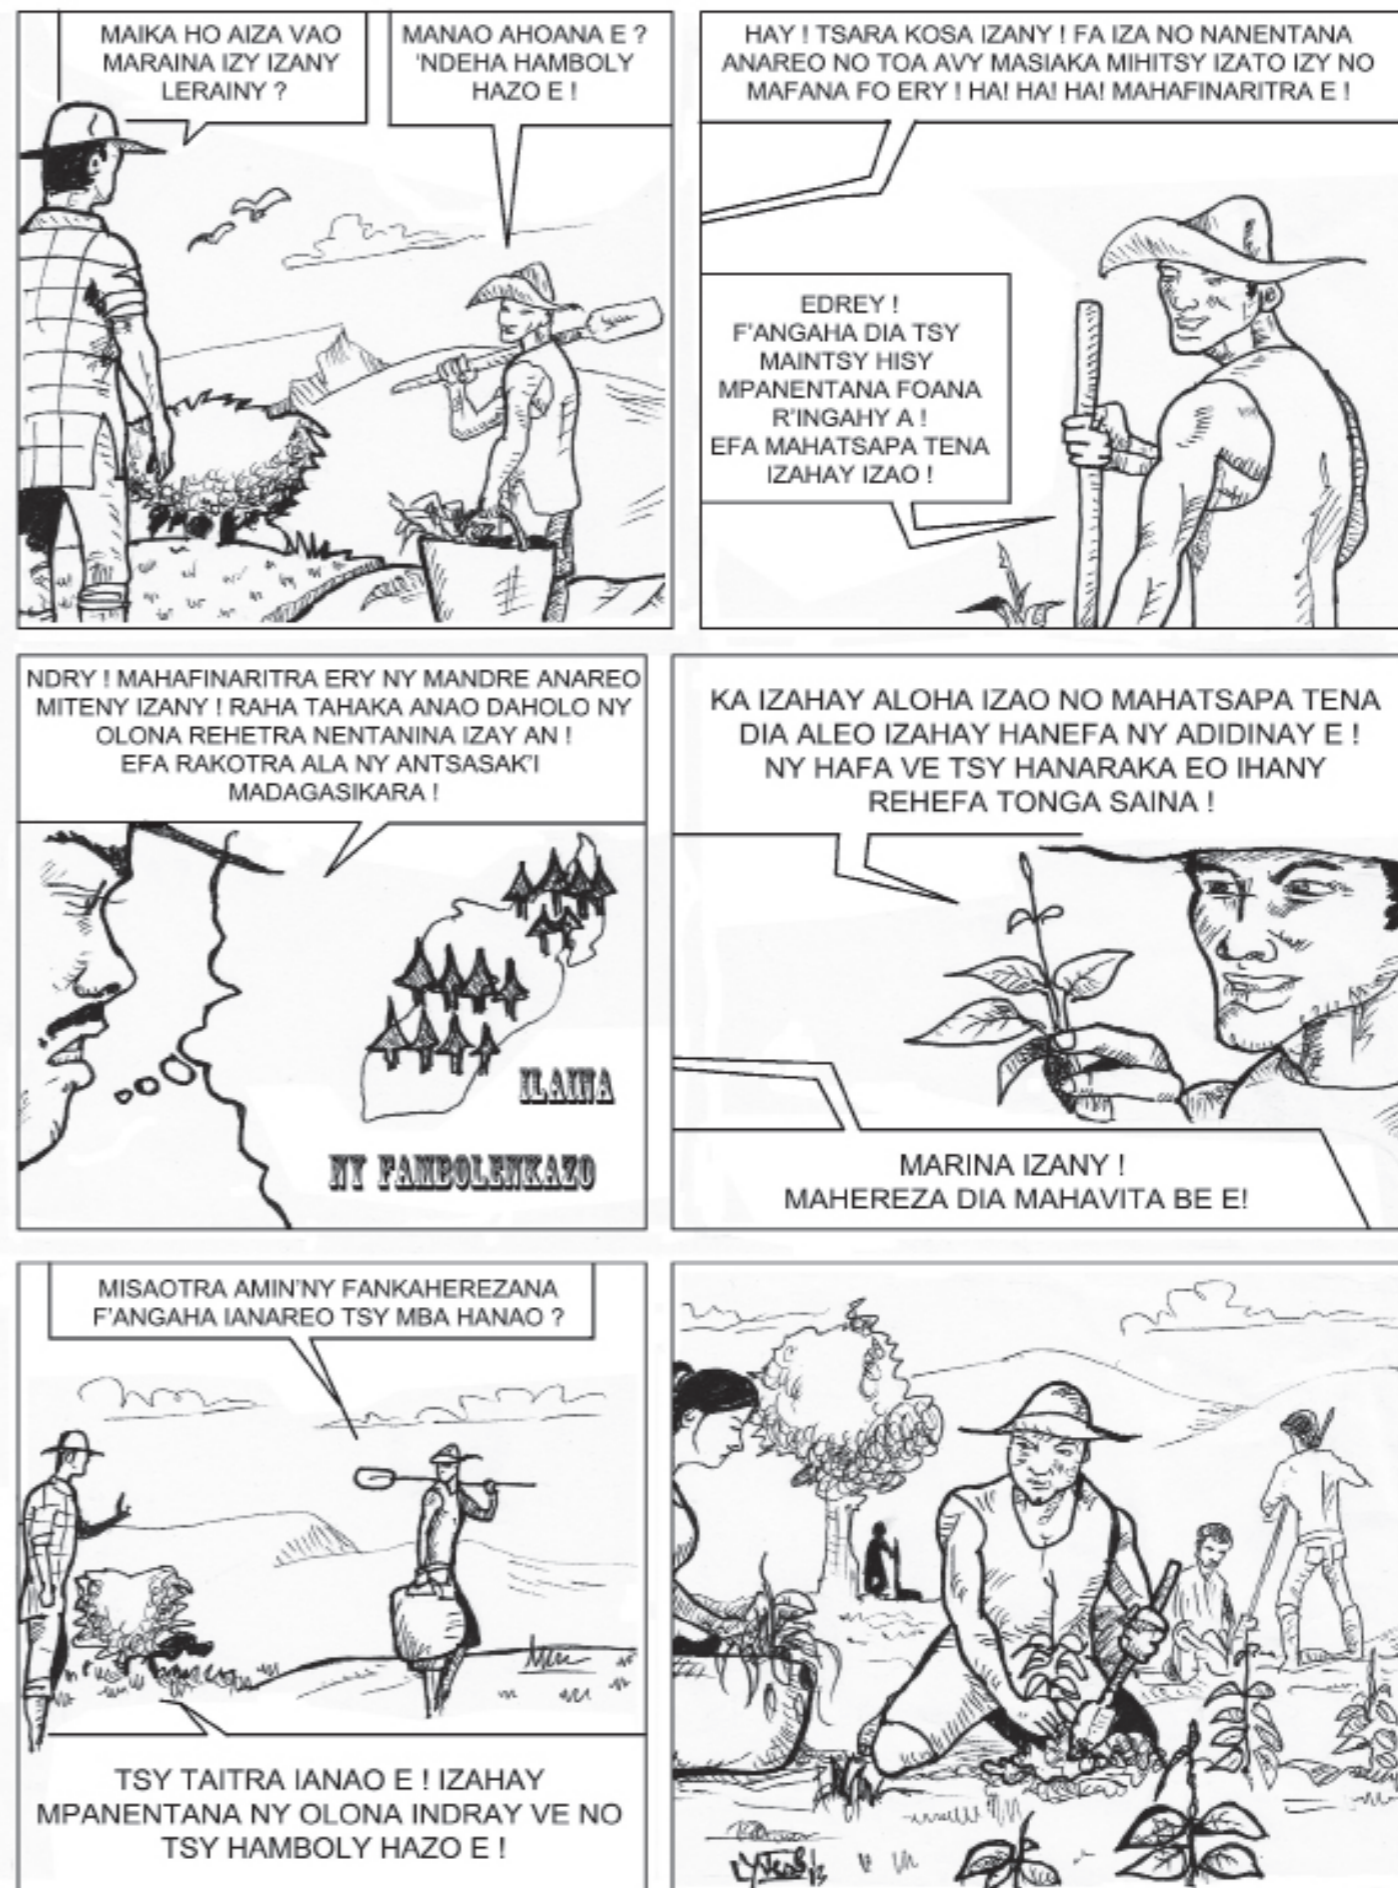 MAIKA HO AIZA VAO
MARAINA IZY IZANY
LERAINY ?
MANAO AHOANA E ?
'NDEHA HAMBOLY
HAZO E !
HAY ! TSARA KOSA IZANY ! FA IZA NO NANENTANA
ANAREO NO TOA AVY MASIAKA MIHITSY IZATO IZY NO
MAFANA FO ERY ! HA! HA! HA! MAHAFINARITRA E !
EDREY !
F'ANGAHA DIA TSY
MAINTSY HISY
MPANENTANA FOANA
R'INGAHY A !
EFA MAHATSAPA TENA
IZAHAY IZAO !
NDRY ! MAHAFINARITRA ERY NY MANDRE ANAREO
MITENY IZANY ! RAHA TAHAKA ANAO DAHOLO NY
OLONA REHETRA NENTANINA IZAY AN !
EFA RAKOTRA ALA NY ANTSASAK'I
MADAGASIKARA !
ILAINA
NY FAMBOLENKAZO
KA IZAHAY ALOHA IZAO NO MAHATSAPA TENA
DIA ALEO IZAHAY HANEFA NY ADIDINAY E !
NY HAFA VE TSY HANARAKA EO IHANY
REHEFA TONGA SAINA !
MARINA IZANY !
MAHEREZA DIA MAHAVITA BE E!
MISAOTRA AMIN'NY FANKAHEREZANA
F'ANGAHA IANAREO TSY MBA HANAO ?
TSY TAITRA IANAO E ! IZAHAY
MPANENTANA NY OLONA INDRAY VE NO
TSY HAMBOLY HAZO E !